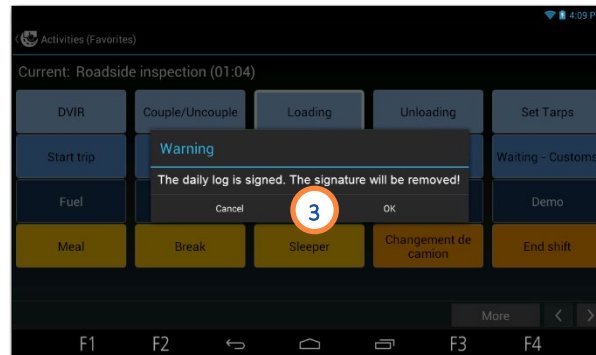 4:09 P
Activities (Favorites)
Current: Roadside inspection (01:04)
DVIR
Couple/Uncouple
Loading
Unloading
Set Tarps
Start trip
Waiting - Customs
Warning
The daily log is signed. The signature will be removed!
Cancel
3
OK
Fuel
Demo
Meal
Break
Sleeper
Changement de
camion
End shift
More
F1
F2
F3
F4